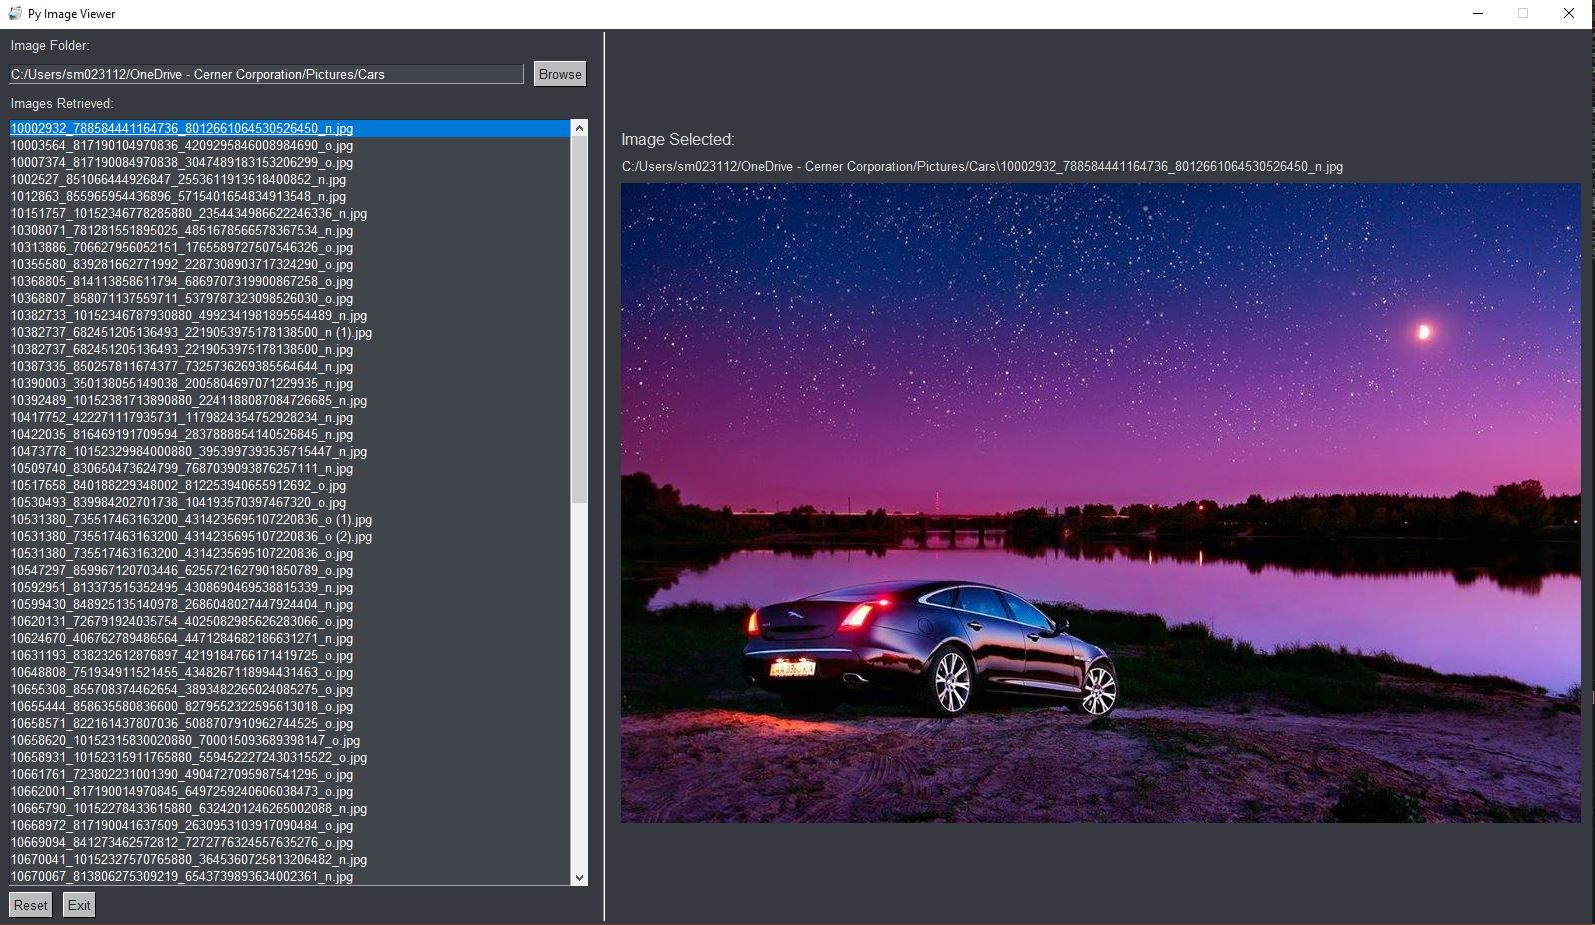 Py Image Viewer
Image Folder:
C:/Users/sm023112/OneDrive - Cerner Corporation/Pictures/Cars
Browse
Images Retrieved:
10002932_788584441164736_8012661064530526450_n.jpg
10003564_817190104970836_4209295846008984690_o.jpg
10007374_817190084970838_3047489183153206299_o.jpg
1002527_851066444926847_2553611913518400852_n.jpg
1012863_855965954436896_5715401654834913548_n.jpg
10151757_10152346778285880_2354434986622246336_n.jpg
10308071_781281551895025_4851678566578367534_n.jpg
10313886_706627956052151_1765589727507546326_o.jpg
10355580_839281662771992_2287308903717324290_o.jpg
10368805_814113858611794_6869707319900867258_o.jpg
10368807_858071137559711_5379787323098526030_o.jpg
10382733_10152346787930880_4992341981895554489_n.jpg
10382737_682451205136493_2219053975178138500_n (1).jpg
10382737_682451205136493_2219053975178138500_n.jpg
10387335_850257811674377_7325736269385564644_n.jpg
10390003_350138055149038_2005804697071229935_n.jpg
10392489_10152381713890880_2241188087084726685_n.jpg
10417752_422271117935731_1179824354752928234_n.jpg
10422035_816469191709594_2837888854140526845_n.jpg
10473778_10152329984000880_3953997393535715447_n.jpg
10509740_830650473624799_7687039093876257111_n.jpg
10517658_840188229348002_812253940655912692_o.jpg
10530493_839984202701738_104193570397467320_o.jpg
10531380_735517463163200_4314235695107220836_o (1).jpg
10531380_735517463163200_4314235695107220836_o (2).jpg
10531380_735517463163200_4314235695107220836_o.jpg
10547297_859967120703446_6255721627901850789_o.jpg
10592951_813373515352495_4308690469538815339_n.jpg
10599430_848925135140978_2686048027447924404_n.jpg
10620131_726791924035754_4025082985626283066_o.jpg
10624670_406762789486564_4471284682186631271_n.jpg
10631193_838232612876897_4219184766171419725_o.jpg
10648808_751934911521455_4348267118994431463_o.jpg
10655308_855708374462654_3893482265024085275_o.jpg
10655444_858635580836600_8279552322595613018_o.jpg
10658571_822161437807036_5088707910962744525_o.jpg
10658620_10152315830020880_700015093689398147_o.jpg
10658931_10152315911765880_5594522272430315522_o.jpg
10661761_723802231001390_4904727095987541295_o.jpg
10662001_817190014970845_6497259240606038473_o.jpg
10665790_10152278433615880_6324201246265002088_n.jpg
10668972_817190041637509_2630953103917090484_o.jpg
10669094_841273462572812_7272776324557635276_o.jpg
10670041_10152327570765880_3645360725813206482_n.jpg
10670067_813806275309219_6543739893634002361_n.jpg
Reset
Exit
Image Selected:
C:/Users/sm023112/OneDrive - Cerner Corporation/Pictures/Cars\10002932_788584441164736_8012661064530526450_n.jpg